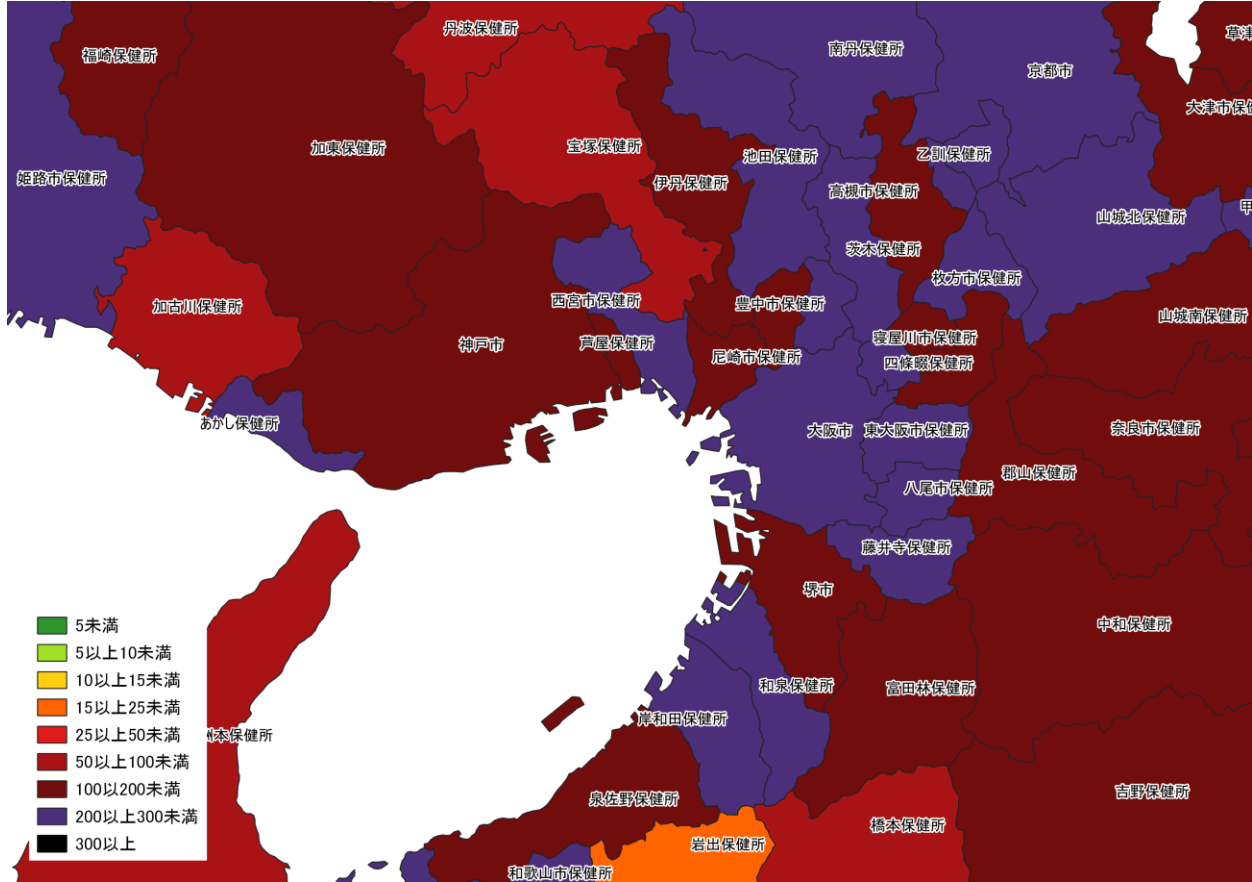 丹波保健所
福崎保健所
南丹保健所
草津
京都市
大津市保健
加東保健所
宝塚保健所
池田保健所
乙訓保健所
姫路市保健所
伊丹保健所
高槻市保健所
山城北保健所
甲
茨木保健所
枚方市保健所
加古川保健所
西宮市保健所
豊中市保健所
山城南保健所
神戸市
芦屋保健所
尼崎市保健所
寝屋川市保健所
四條畷保健所
あかし保健所
大阪市
東大阪市保健所
奈良市保健所
郡山保健所
八尾市保健所
藤井寺保健所
堺市
中和保健所
和泉保健所
富田林保健所
岸和田保健所
州本保健所
泉佐野保健所
吉野保健所
橋本保健所
岩出保健所
和歌山市保健所
5未満
5以上10未満
10以上15未満
15以上25未満
25以上50未満
50以上100未満
100以200未満
200以上300未満
300以上